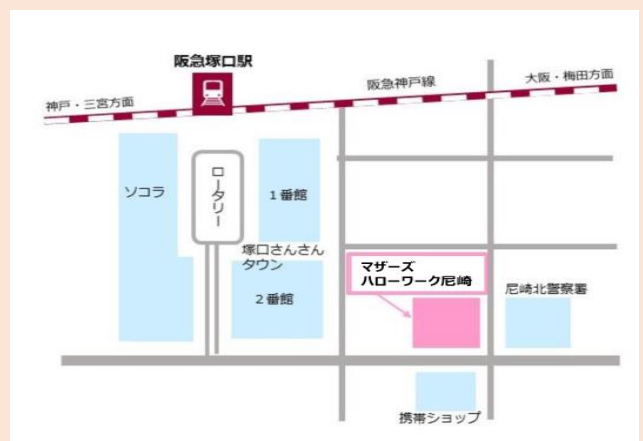 阪急塚口駅
神戸・三宮方面
阪急神戸線
大阪・梅田方面
ソコラ
ロータリー
1番館
塚口さんさん
タウン
2番館
マザーズ
ハローワーク尼崎
尼崎北警察署
携帯ショップ